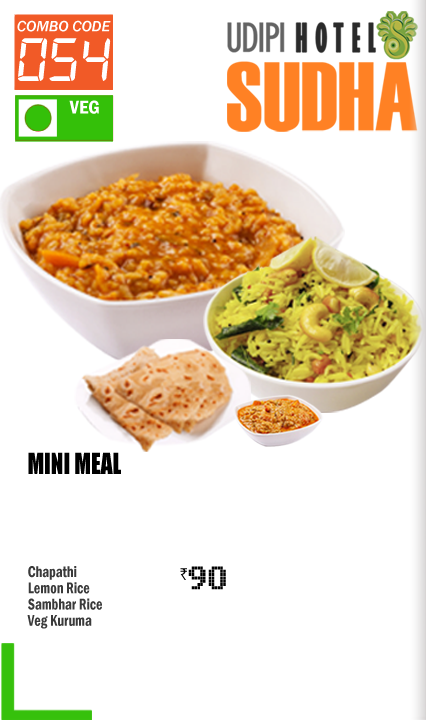 COMBO CODE
054
VEG
UDIPI HOTEL
SUDHA
MINI MEAL
Chapathi
Lemon Rice
Sambhar Rice
Veg Kuruma
₹90